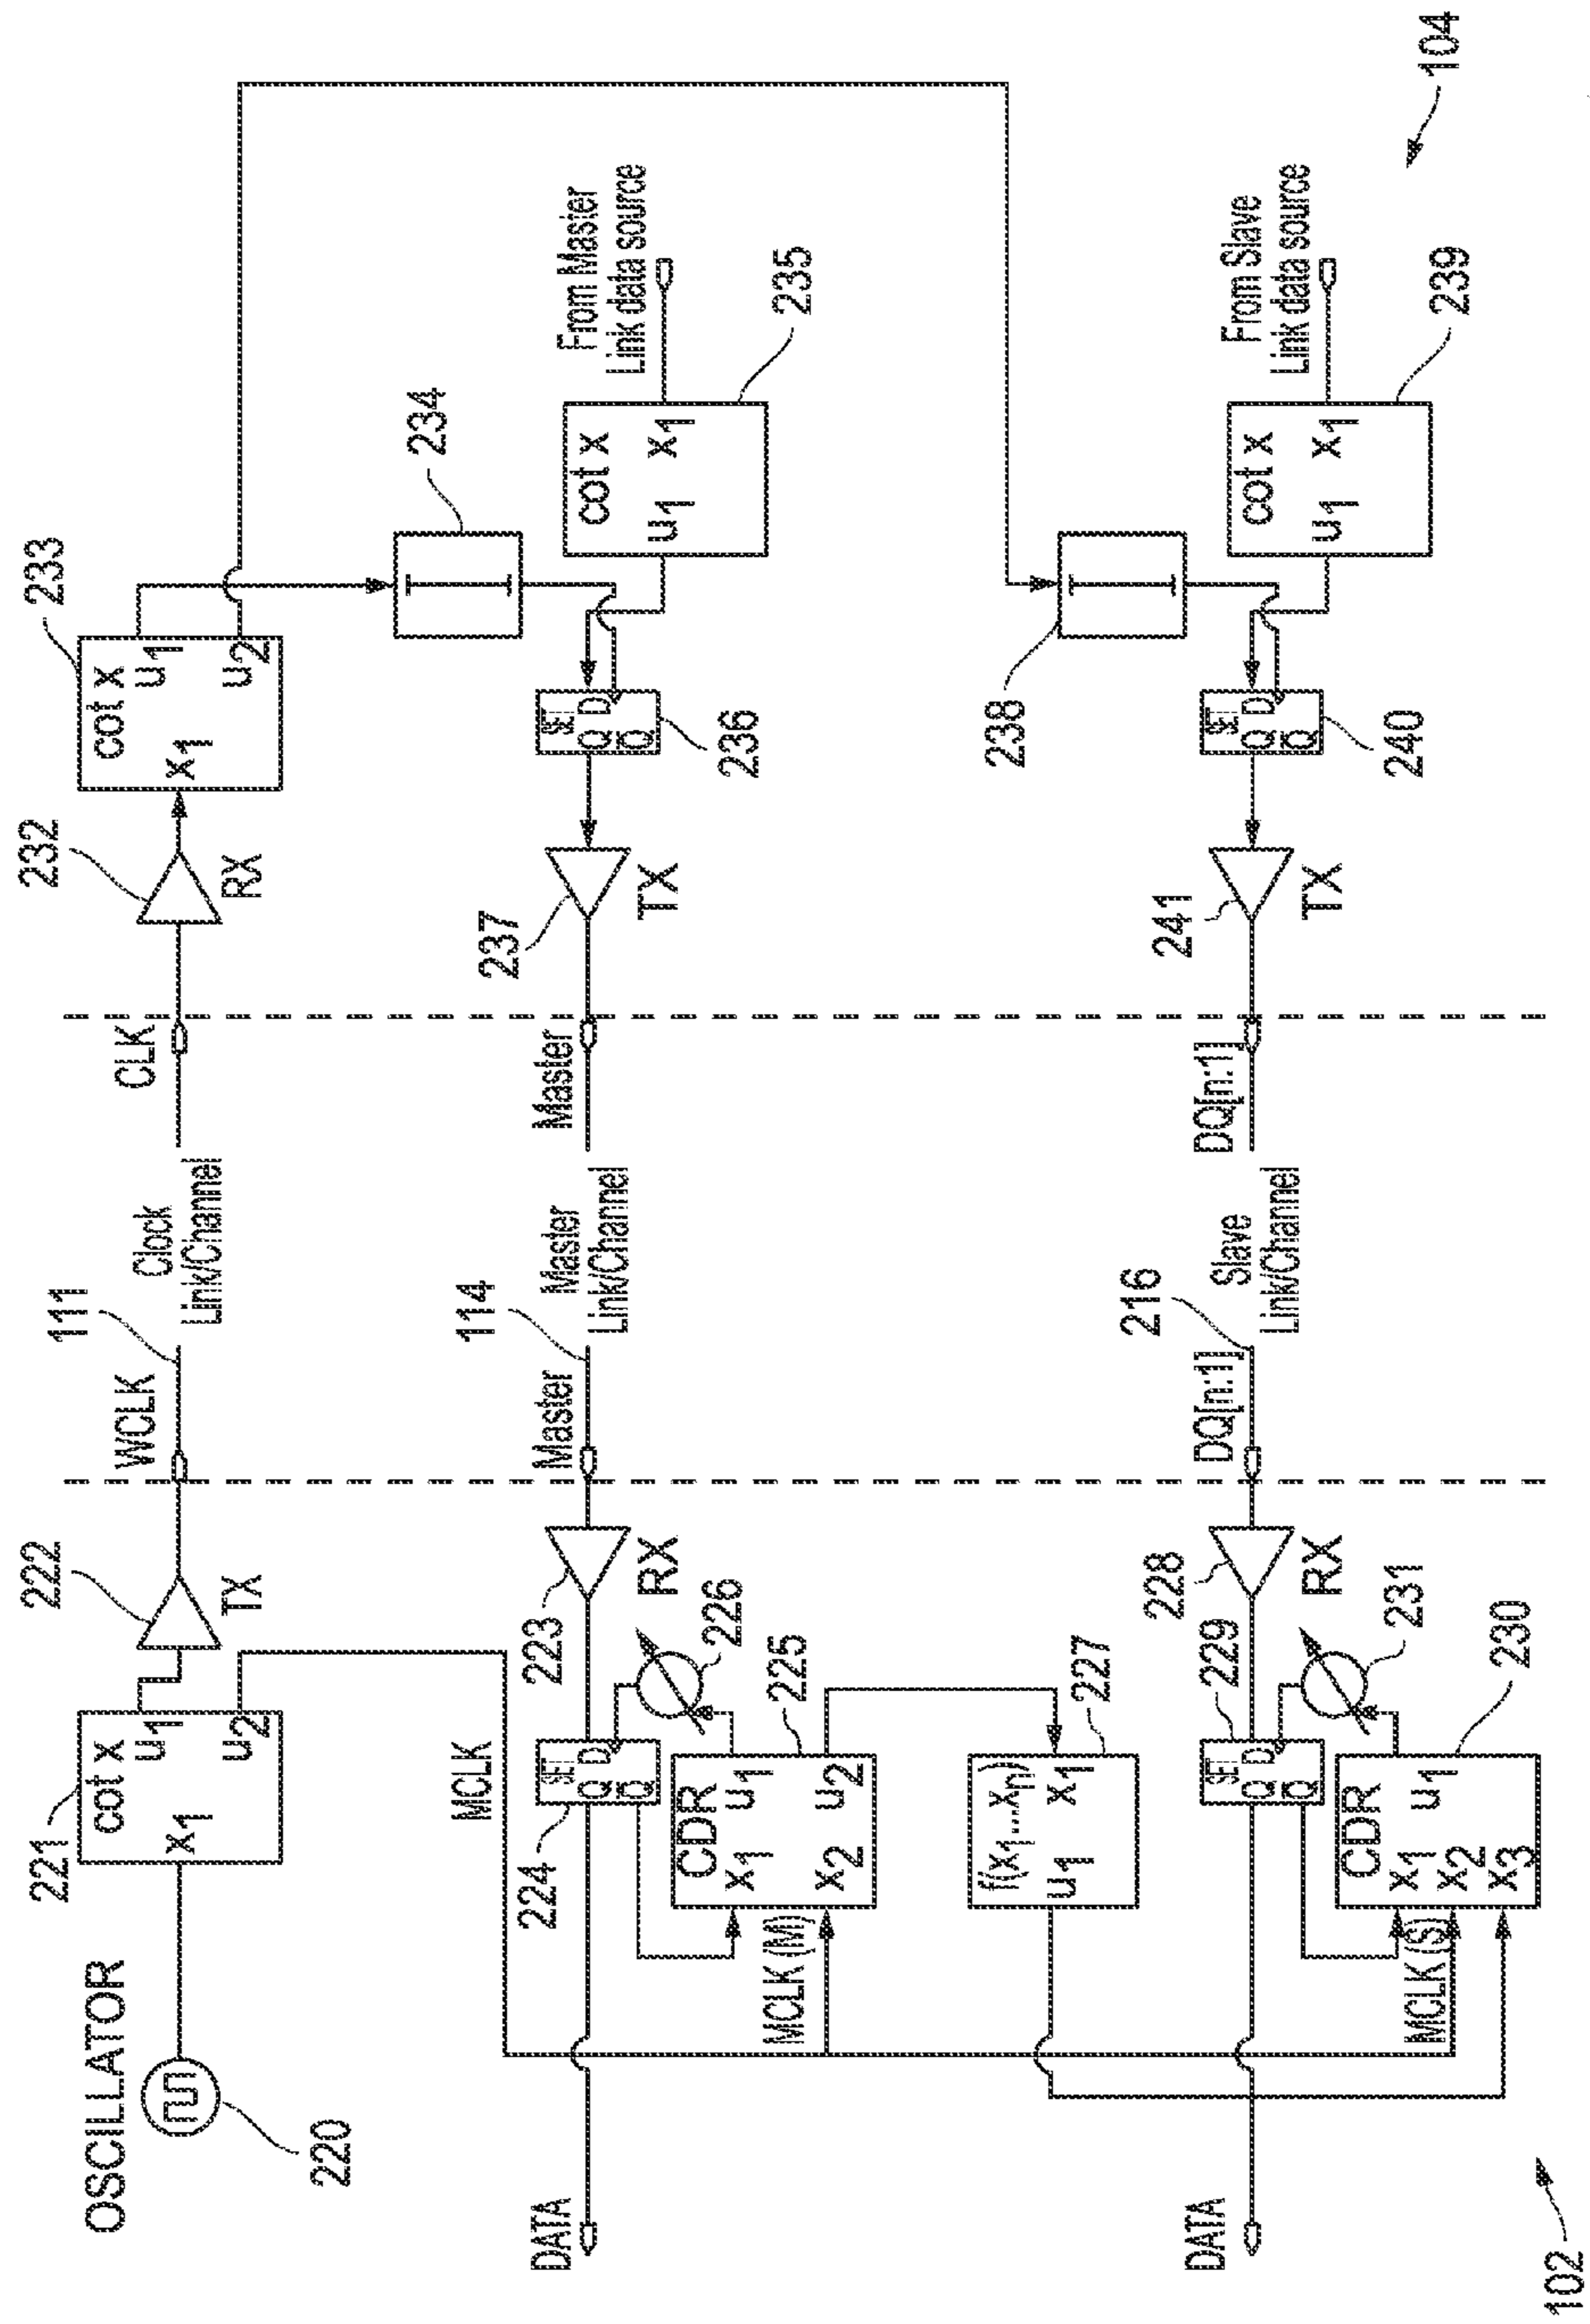 OSCILLATOR
220
221
cot x
x1
u1
u2
222
TX
WCLK
111
Clock
Link/Channel
CLK
232
RX
233
cot x
x1
u1
u2
MCLK
DATA
224
SET
Q D
Q
223
RX
226
CDR
x1 u1
x2 u2
225
MCLK (M)
Master
114
Master
Link/Channel
Master
237
TX
236
SET
Q D
Q
234
cot x
u1 x1
235
From Master
Link data source
f(x1...xn)
u1 x1
227
DATA
229
SET
Q D
Q
228
RX
231
CDR
x1 u1
x2
x3
230
MCLK (S)
DQ[n:1]
216
Slave
Link/Channel
DQ[n:1]
241
TX
240
SET
Q D
Q
238
cot x
u1 x1
239
From Slave
Link data source
102
104